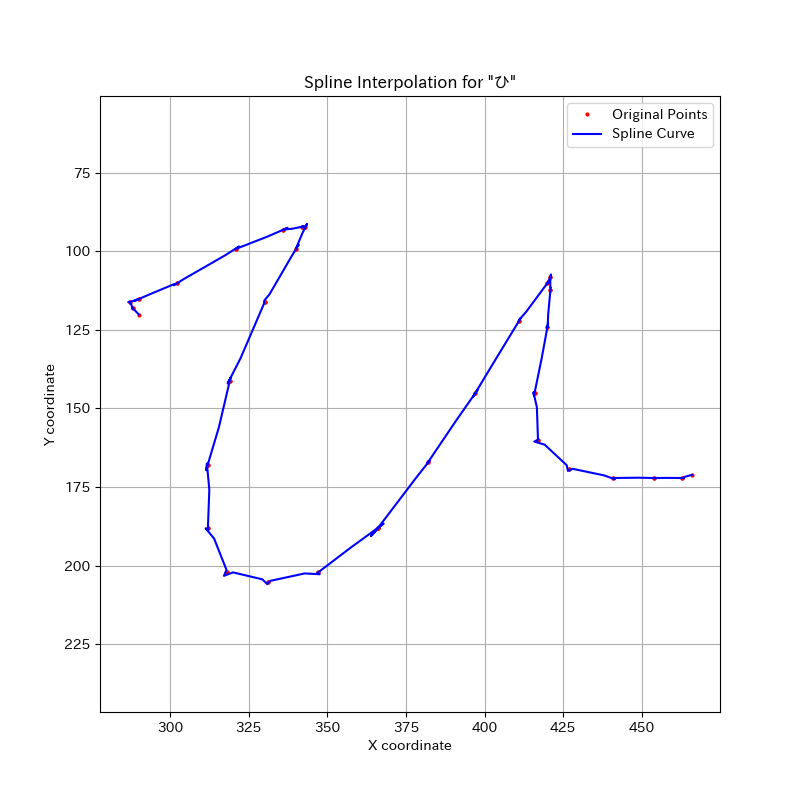 Spline Interpolation for "ひ"
Original Points
Spline Curve
75
100
125
150
175
200
225
Y coordinate
300 325 350 375 400 425 450
X coordinate